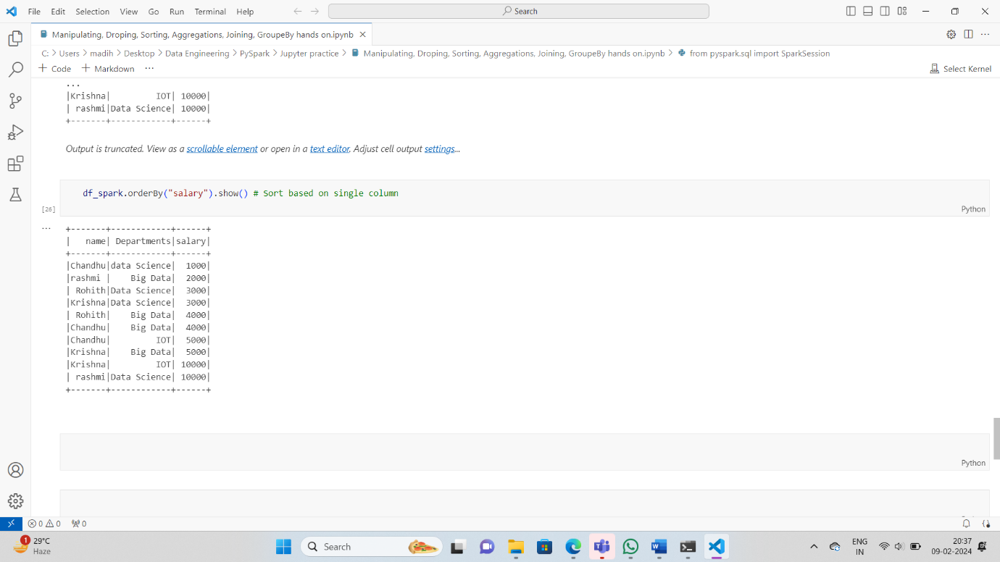 File Edit Selection View Go Run Terminal Help Search
Manipulating, Droping, Sorting, Aggregations, Joining, GroupeBy hands on.ipynb
C: > Users > madih > Desktop > Data Engineering > PySpark > Jupyter practice > Manipulating, Droping, Sorting, Aggregations, Joining, GroupeBy hands on.ipynb > from pyspark.sql import SparkSession
+ Code + Markdown ... Select Kernel
...
|Krishna|         IOT| 10000|
| rashmi|Data Science| 10000|
+-------+------------+------+
Output is truncated. View as a scrollable element or open in a text editor. Adjust cell output settings...
df_spark.orderBy("salary").show() # Sort based on single column
[26] Python
... +-------+------------+------+
|   name| Departments|salary|
+-------+------------+------+
|Chandhu|data Science|  1000|
|rashmi |    Big Data|  2000|
| Rohith|Data Science|  3000|
|Krishna|Data Science|  3000|
| Rohith|    Big Data|  4000|
|Chandhu|    Big Data|  4000|
|Chandhu|         IOT|  5000|
|Krishna|    Big Data|  5000|
|Krishna|         IOT| 10000|
| rashmi|Data Science| 10000|
+-------+------------+------+
Python
0 0 0
1 29°C
Haze
Search
ENG
IN
20:37
09-02-2024